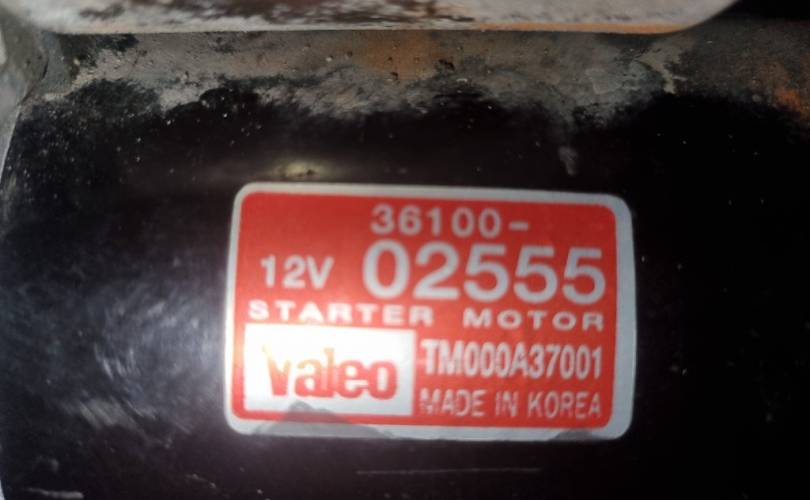 36100-
12V 02555
STARTER MOTOR
Valeo TM000A37001
MADE IN KOREA